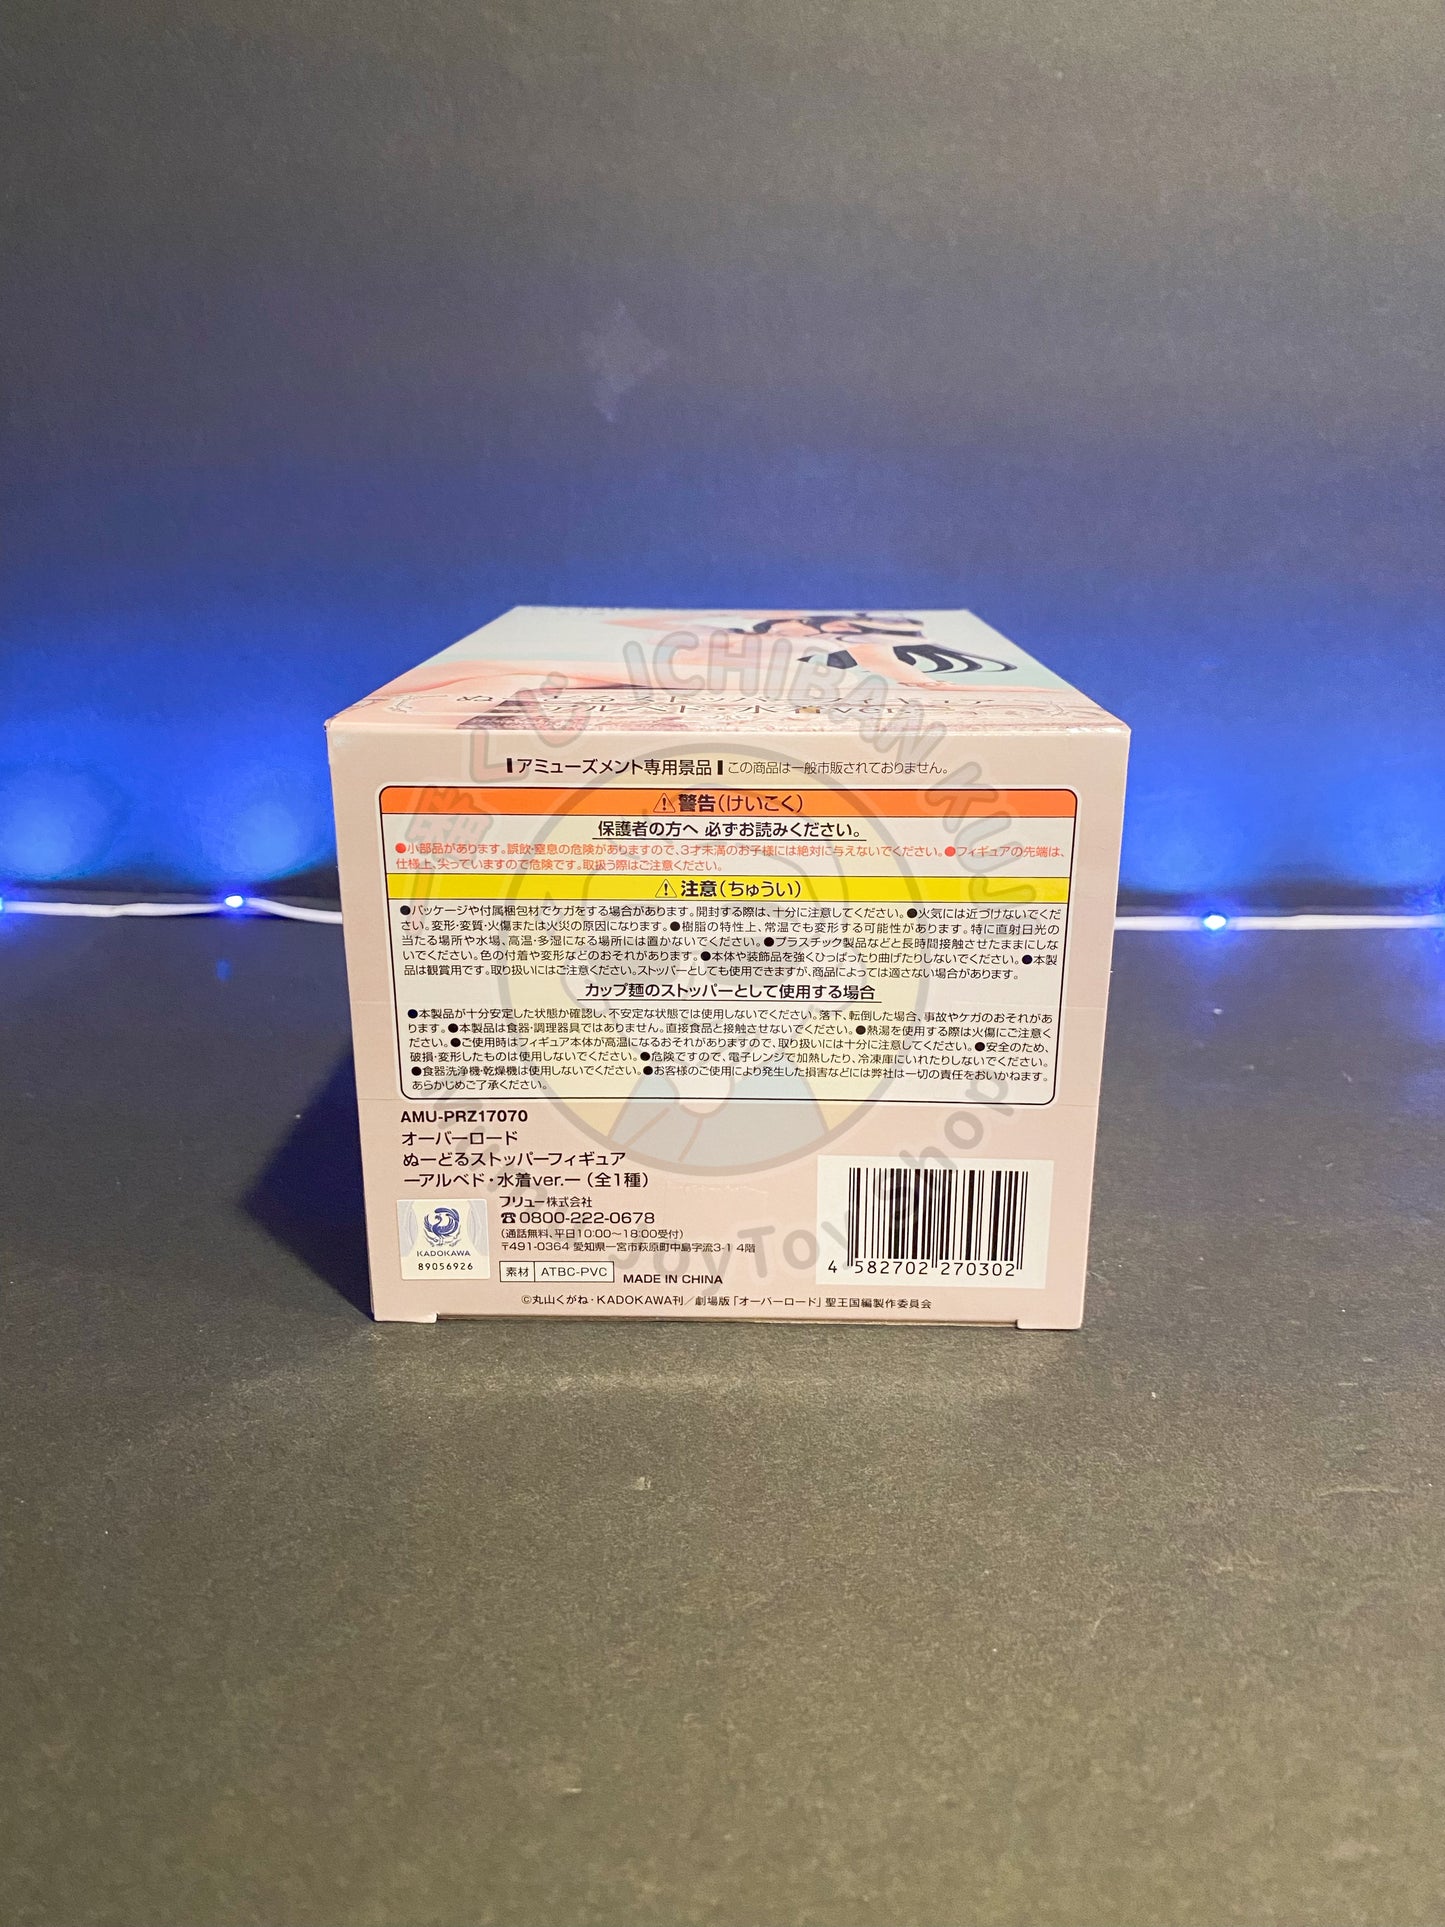 ぬーどるストッパーフィギュア
アルベド・水着ver.
アミューズメント専用景品 この商品は一般市販されておりません。
⚠警告(けいこく)
保護者の方へ 必ずお読みください。
●小部品があります。誤飲・窒息の危険がありますので、3才未満のお子様には絶対に与えないでください。●フィギュアの先端は、
仕様上、尖っていますので危険です。取扱う際はご注意ください。
⚠注意(ちゅうい)
●パッケージや付属梱包材でケガをする場合があります。開封する際は、十分に注意してください。●火気には近づけないでくだ
さい。変形・変質・火傷または火災の原因になります。●樹脂の特性上、常温でも変形する可能性があります。特に直射日光の
当たる場所や水場、高温・多湿になる場所には置かないでください。●プラスチック製品などと長時間接触させたままにしな
いでください。色の付着や変形などのおそれがあります。●本体や装飾品を強くひっぱったり曲げたりしないでください。●本製
品は観賞用です。取り扱いにはご注意ください。ストッパーとしても使用できますが、商品によっては適さない場合があります。
カップ麺のストッパーとして使用する場合
●本製品が十分安定した状態か確認し、不安定な状態では使用しないでください。落下、転倒した場合、事故やケガのおそれがあ
ります。●本製品は食器・調理器具ではありません。直接食品と接触させないでください。●熱湯を使用する際は火傷にご注意く
ださい。●ご使用時はフィギュア本体が高温になるおそれがありますので、取り扱いには十分に注意してください。●安全のため、
破損・変形したものは使用しないでください。●危険ですので、電子レンジで加熱したり、冷凍庫にいれたりしないでください。
●食器洗浄機・乾燥機は使用しないでください。●お客様のご使用により発生した損害などには弊社は一切の責任をおいかねます。
あらかじめご了承ください。
AMU-PRZ17070
オーバーロード
ぬーどるストッパーフィギュア
ーアルベド・水着ver.ー(全1種)
フリュー株式会社
☎0800-222-0678
(通話無料、平日10:00~18:00受付)
〒491-0364 愛知県一宮市萩原町中島字流3-1 4階
KADOKAWA
89056926
素材 ATBC-PVC MADE IN CHINA
4 582702 270302
©丸山くがね・KADOKAWA刊/劇場版「オーバーロード」聖王国編製作委員会
ICHIBAN KUJI
JoyToy shop